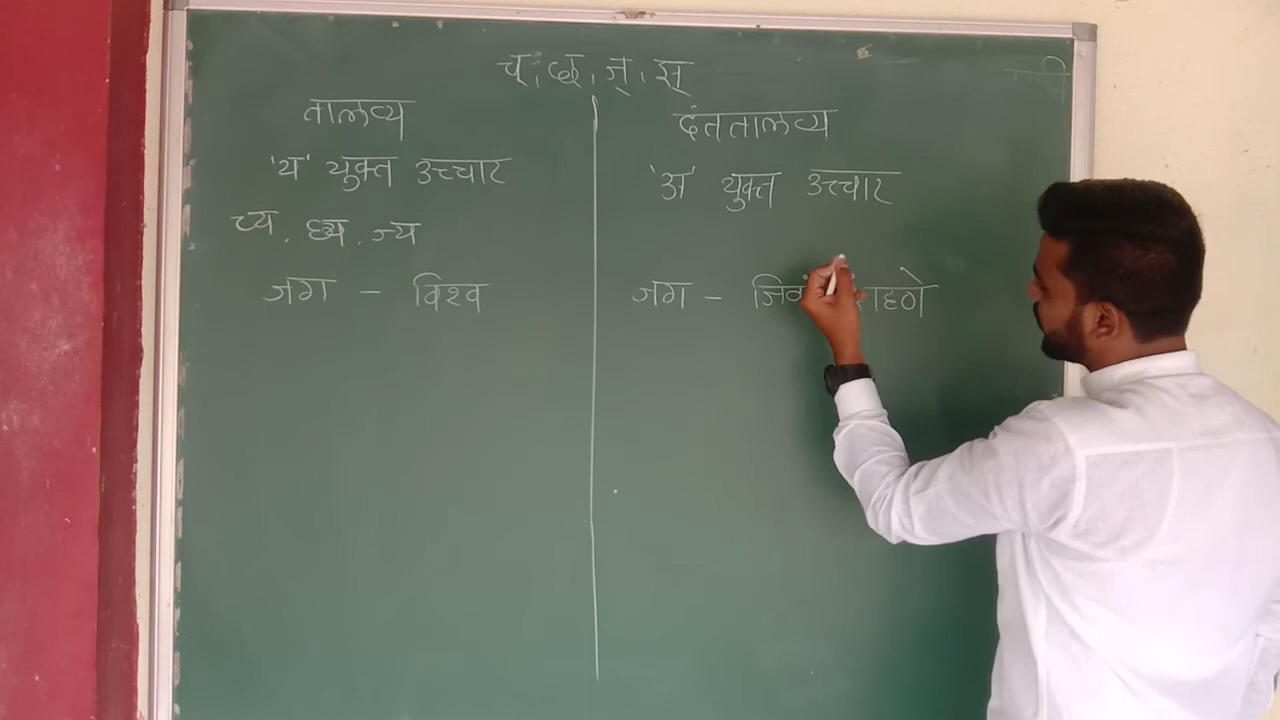 च्, छ्, ज्, झ्
तालव्य
'य' युक्त उच्चार
च्य, छ्य, ज्य
जग - विश्व
दंततालव्य
'अ' युक्त उच्चार
जग -